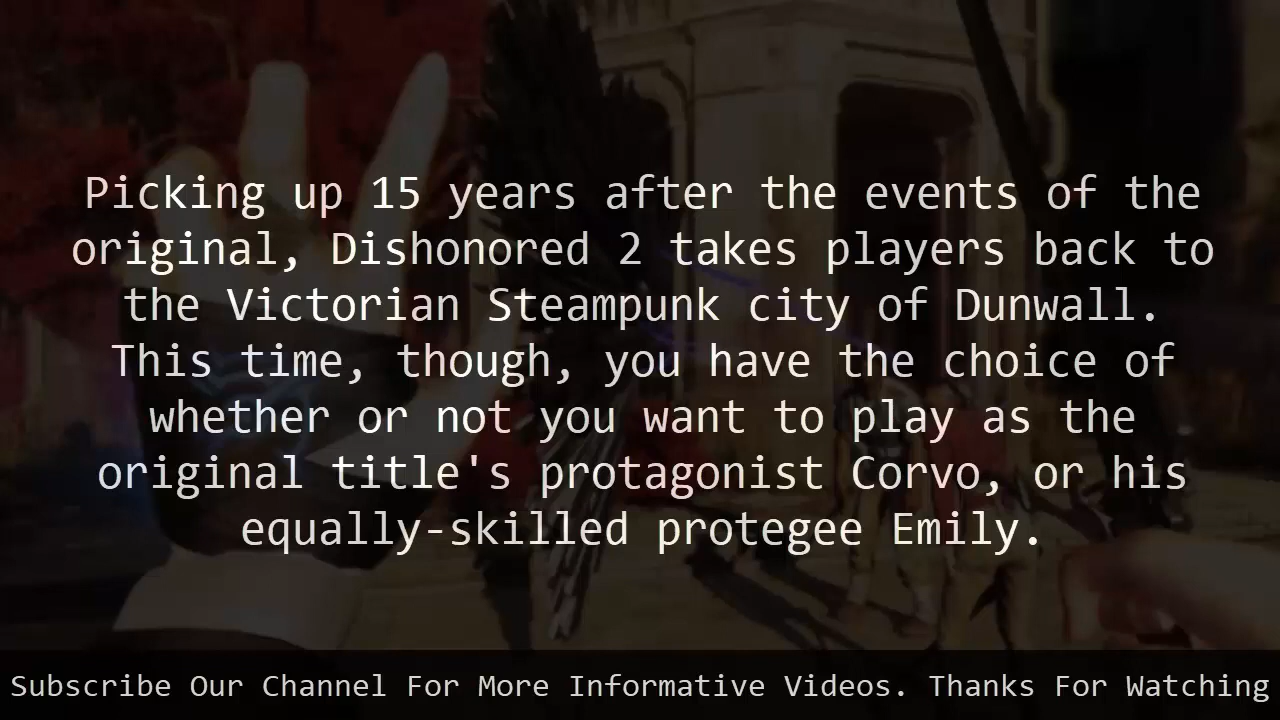 Picking up 15 years after the events of the
original, Dishonored 2 takes players back to
the Victorian Steampunk city of Dunwall.
This time, though, you have the choice of
whether or not you want to play as the
original title's protagonist Corvo, or his
equally-skilled protegee Emily.
Subscribe Our Channel For More Informative Videos. Thanks For Watching